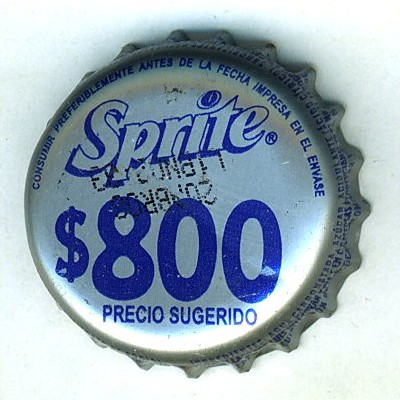 CONSUMIR PREFERIBLEMENTE ANTES DE LA FECHA IMPRESA EN EL ENVASE
Sprite®
$800
PRECIO SUGERIDO